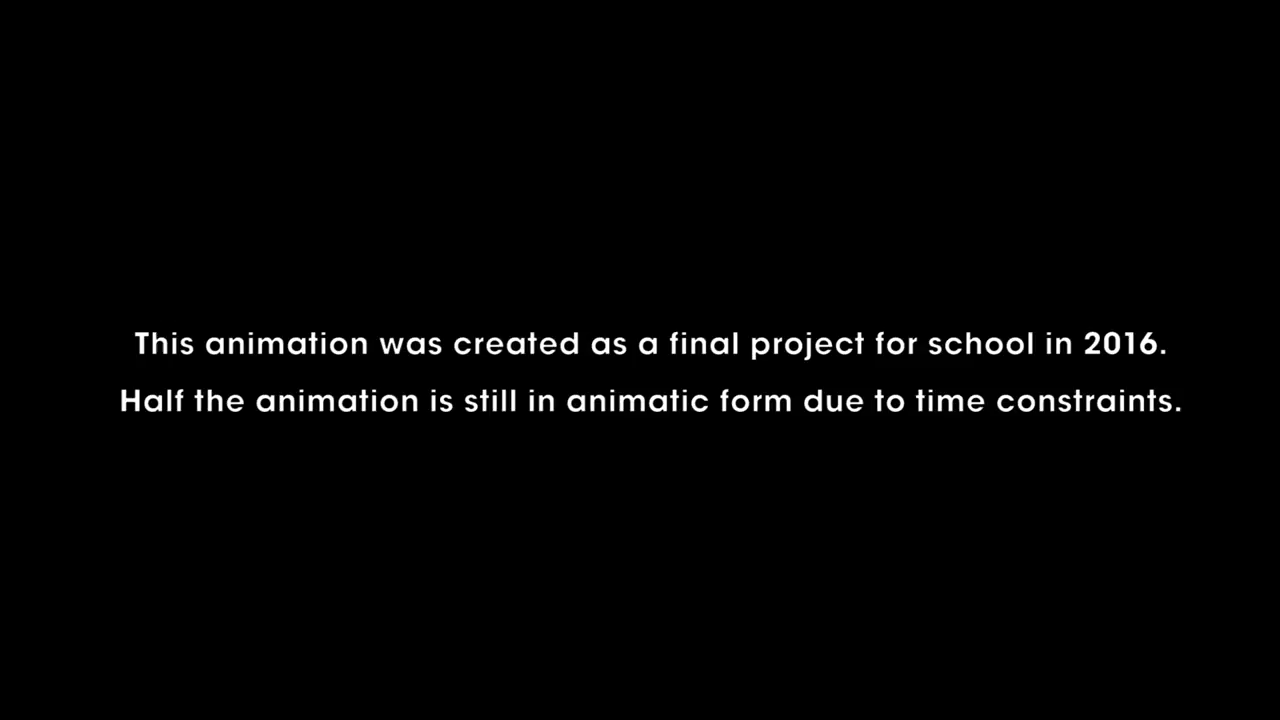 This animation was created as a final project for school in 2016.
Half the animation is still in animatic form due to time constraints.